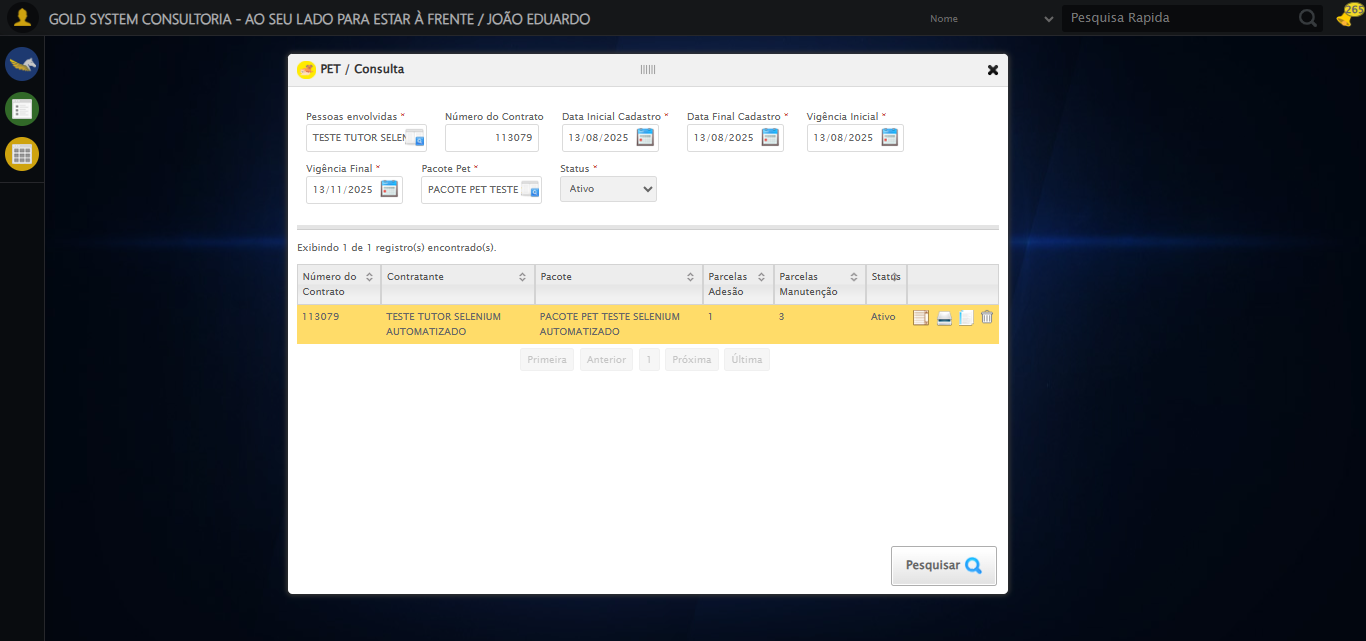 GOLD SYSTEM CONSULTORIA - AO SEU LADO PARA ESTAR À FRENTE / JOÃO EDUARDO
Nome
Pesquisa Rapida
265
PET / Consulta
Pessoas envolvidas *
Número do Contrato
Data Inicial Cadastro *
Data Final Cadastro *
Vigência Inicial *
TESTE TUTOR SELEN
113079
13/08/2025
13/08/2025
13/08/2025
Vigência Final *
Pacote Pet *
Status *
13/11/2025
PACOTE PET TESTE
Ativo
Exibindo 1 de 1 registro(s) encontrado(s).
Número do Contrato
Contratante
Pacote
Parcelas Adesão
Parcelas Manutenção
Status
113079
TESTE TUTOR SELENIUM AUTOMATIZADO
PACOTE PET TESTE SELENIUM AUTOMATIZADO
1
3
Ativo
Primeira
Anterior
1
Próxima
Última
Pesquisar